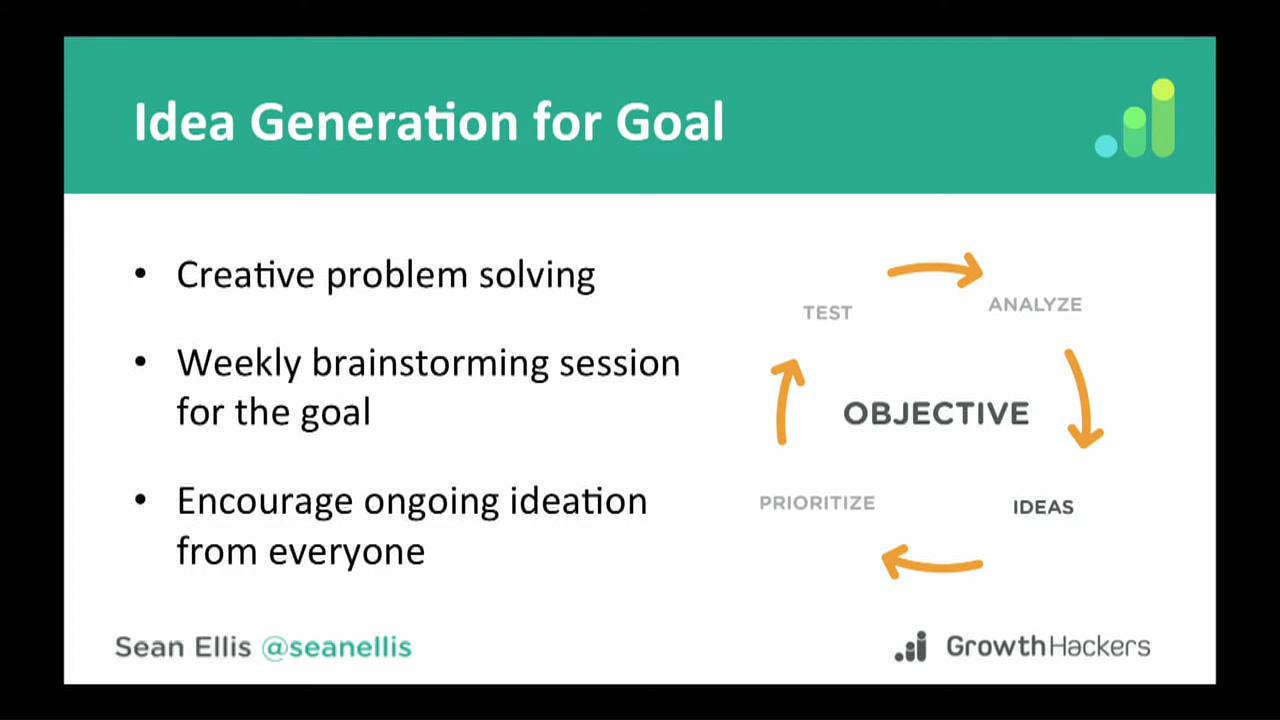 Idea Generation for Goal
• Creative problem solving
• Weekly brainstorming session
for the goal
• Encourage ongoing ideation
from everyone
TEST
ANALYZE
OBJECTIVE
PRIORITIZE
IDEAS
Sean Ellis @seanellis
GrowthHackers